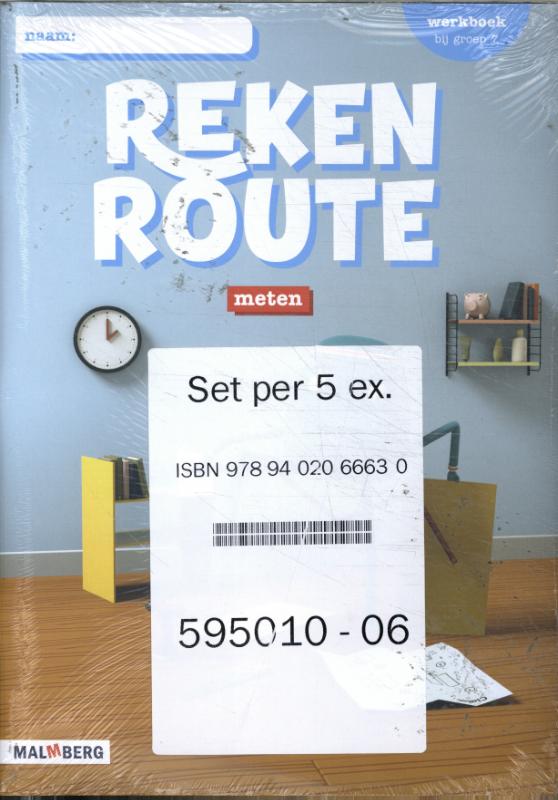 naam:
werkboek
bij groep 7
REKEN
ROUTE
meten
Set per 5 ex.
ISBN 978 94 020 6663 0
595010 - 06
MALMBERG